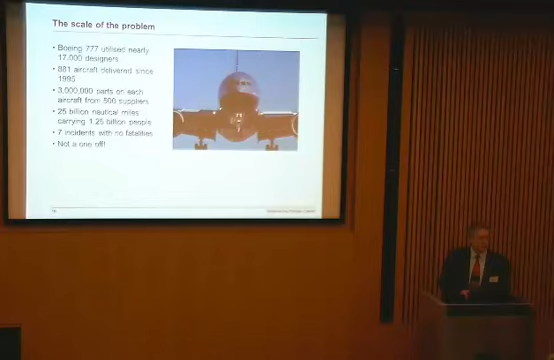 The scale of the problem
• Boeing 777 utilised nearly
17,000 designers
• 881 aircraft delivered since
1995
• 3,000,000 parts on each
aircraft from 500 suppliers
• 25 billion nautical miles
carrying 1.25 billion people
• 7 incidents with no fatalities
• Not a one off!